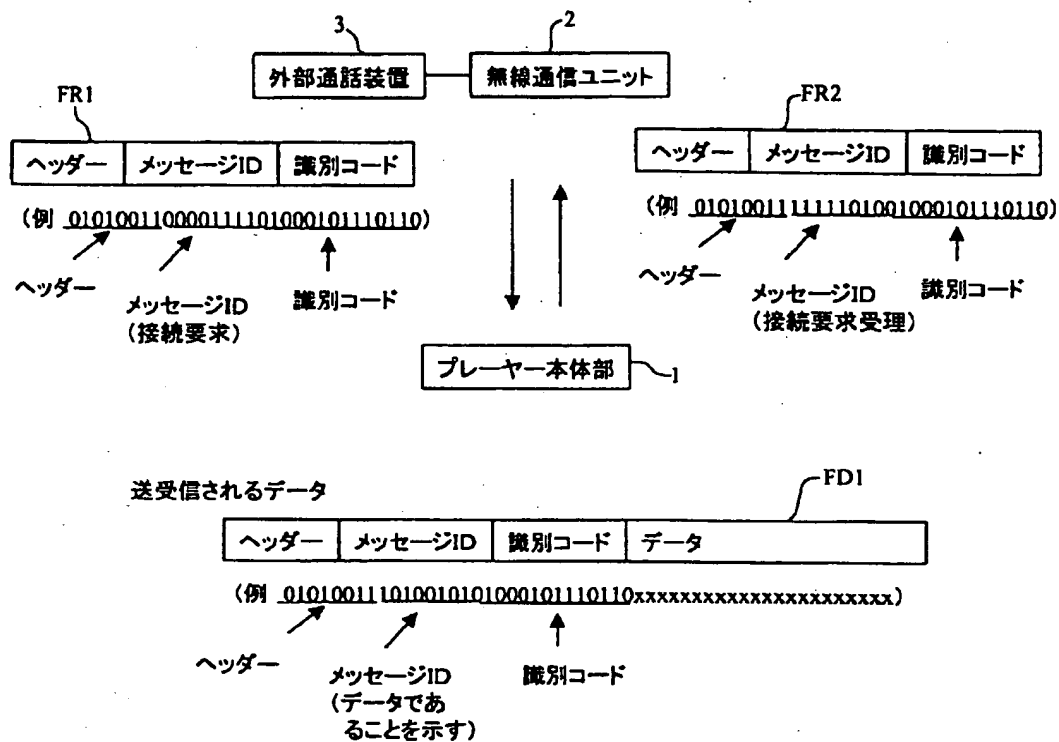 3
2
外部通話装置
無線通信ユニット
FR1
ヘッダー メッセージID 識別コード
(例 0101001100001111010001011110110)
ヘッダー
メッセージID
(接続要求)
識別コード
FR2
ヘッダー メッセージID 識別コード
(例 0101001111111101001000101110110)
ヘッダー
メッセージID
(接続要求受理)
識別コード
プレーヤー本体部
1
送受信されるデータ
FD1
ヘッダー メッセージID 識別コード データ
(例 0101001110100101010001011110110xxxxxxxxxxxxxxxxxxxxxxx)
ヘッダー
メッセージID
(データであ
ることを示す)
識別コード